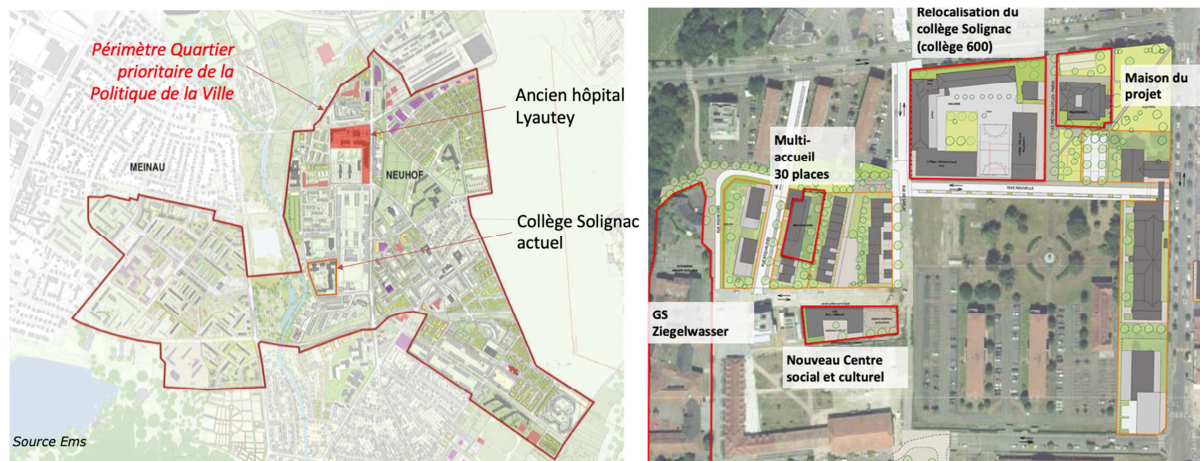 Périmètre Quartier
prioritaire de la
Politique de la Ville
MEINAU
NEUHOF
Ancien hôpital
Lyautey
Collège Solignac
actuel
Source Ems
Relocalisation du
collège Solignac
(collège 600)
Maison du
projet
Multi-
accueil
30 places
VOIE NOUVELLE
GS
Ziegelwasser
Nouveau Centre
social et culturel